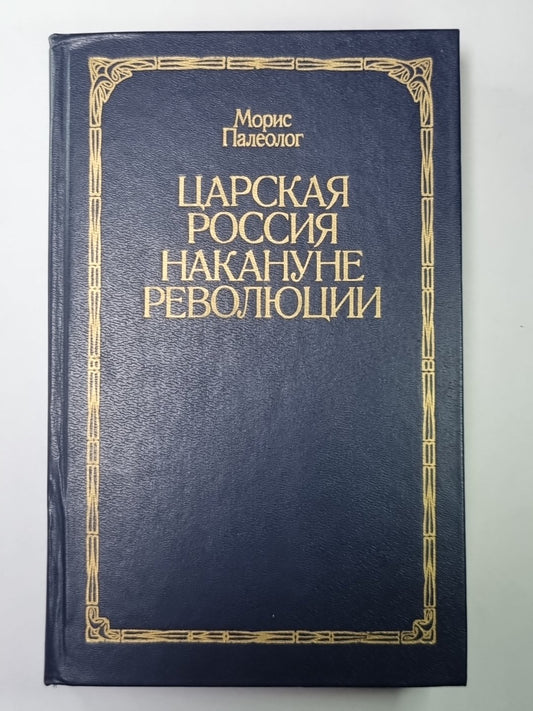 Морис
Палеолог
ЦАРСКАЯ
РОССИЯ
НАКАНУНЕ
РЕВОЛЮЦИИ